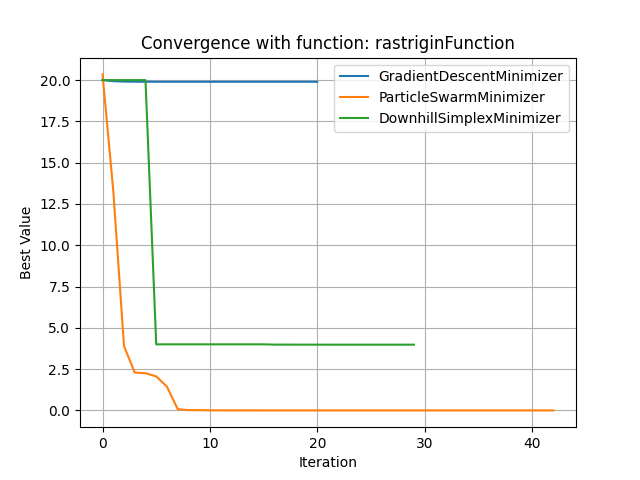 Convergence with function: rastriginFunction
GradientDescentMinimizer
ParticleSwarmMinimizer
DownhillSimplexMinimizer
Best Value
20.0
17.5
15.0
12.5
10.0
7.5
5.0
2.5
0.0
0 10 20 30 40
Iteration